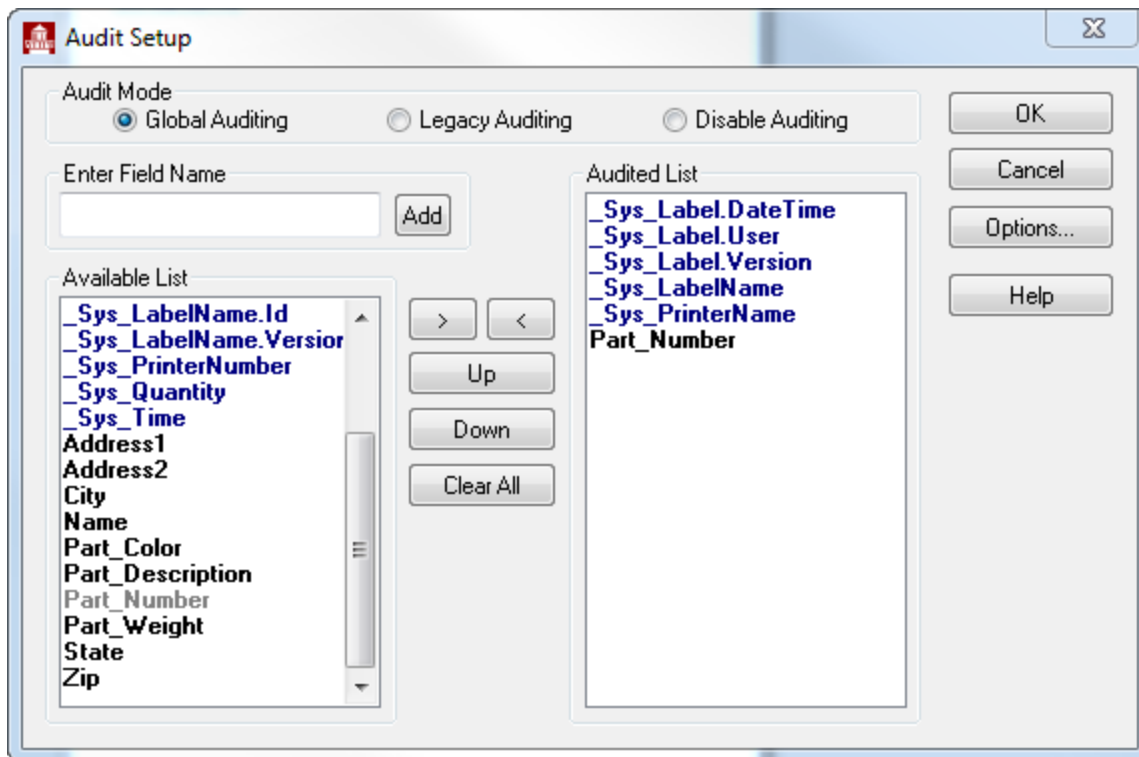 Audit Setup
Audit Mode
Global Auditing
Legacy Auditing
Disable Auditing
OK
Cancel
Options...
Help
Enter Field Name
Add
Available List
_Sys_LabelName.Id
_Sys_LabelName.Version
_Sys_PrinterNumber
_Sys_Quantity
_Sys_Time
Address1
Address2
City
Name
Part_Color
Part_Description
Part_Number
Part_Weight
State
Zip
>
<
Up
Down
Clear All
Audited List
_Sys_Label.DateTime
_Sys_Label.User
_Sys_Label.Version
_Sys_LabelName
_Sys_PrinterName
Part_Number